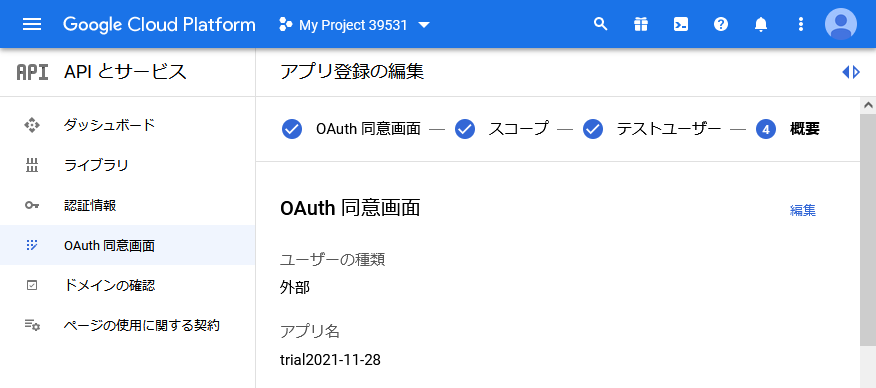 Google Cloud Platform My Project 39531
API API とサービス
アプリ登録の編集
ダッシュボード
ライブラリ
認証情報
OAuth 同意画面
ドメインの確認
ページの使用に関する契約
OAuth 同意画面 — スコープ — テストユーザー — 4 概要
OAuth 同意画面 編集
ユーザーの種類
外部
アプリ名
trial2021-11-28